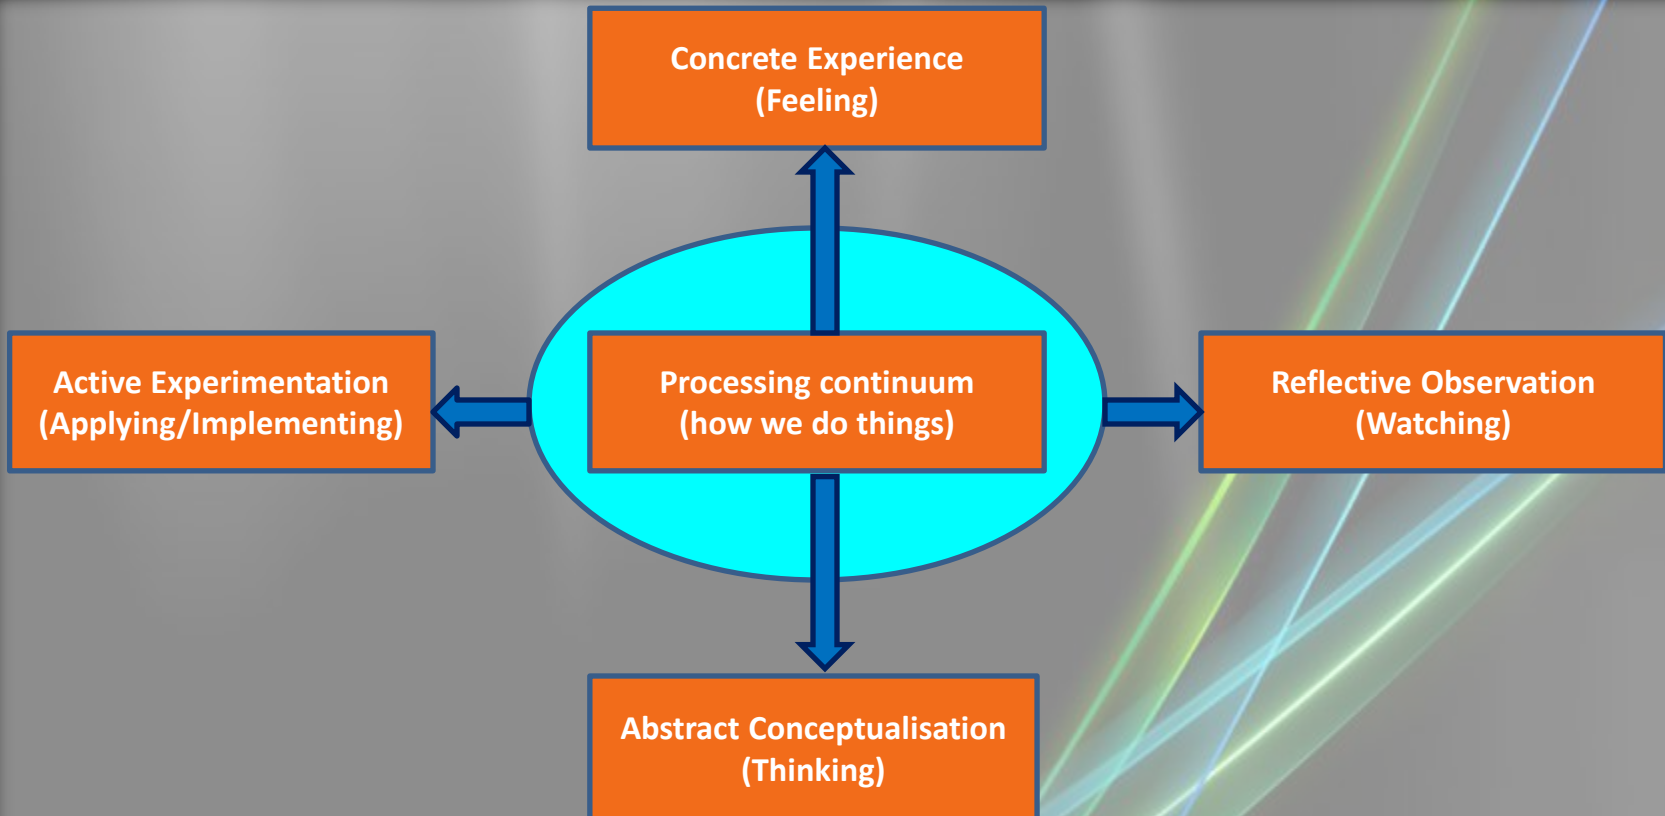 Concrete Experience
(Feeling)
Active Experimentation
(Applying/Implementing)
Processing continuum
(how we do things)
Reflective Observation
(Watching)
Abstract Conceptualisation
(Thinking)